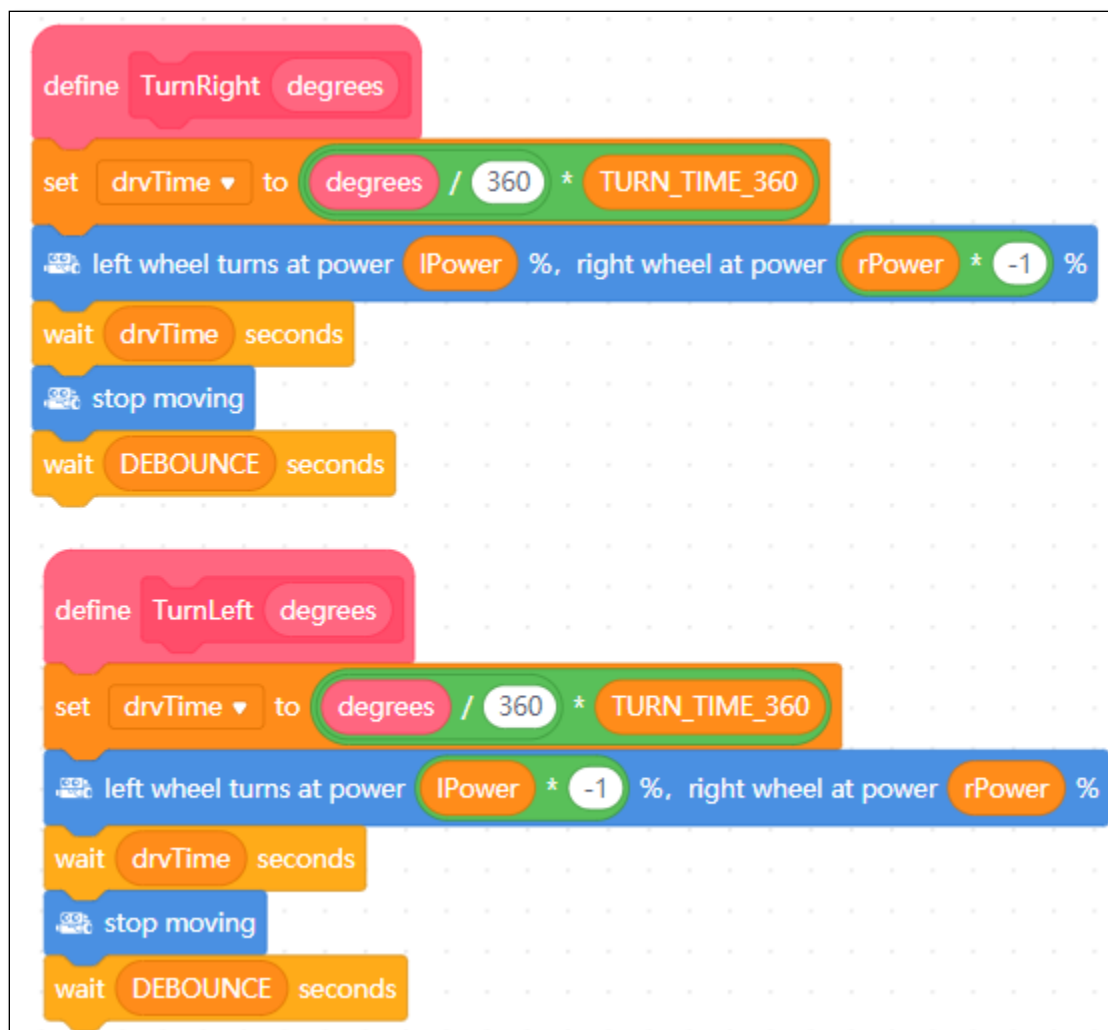 define TurnRight degrees
set drvTime to degrees / 360 * TURN_TIME_360
left wheel turns at power lPower %, right wheel at power rPower * -1 %
wait drvTime seconds
stop moving
wait DEBOUNCE seconds
define TurnLeft degrees
set drvTime to degrees / 360 * TURN_TIME_360
left wheel turns at power lPower * -1 %, right wheel at power rPower %
wait drvTime seconds
stop moving
wait DEBOUNCE seconds